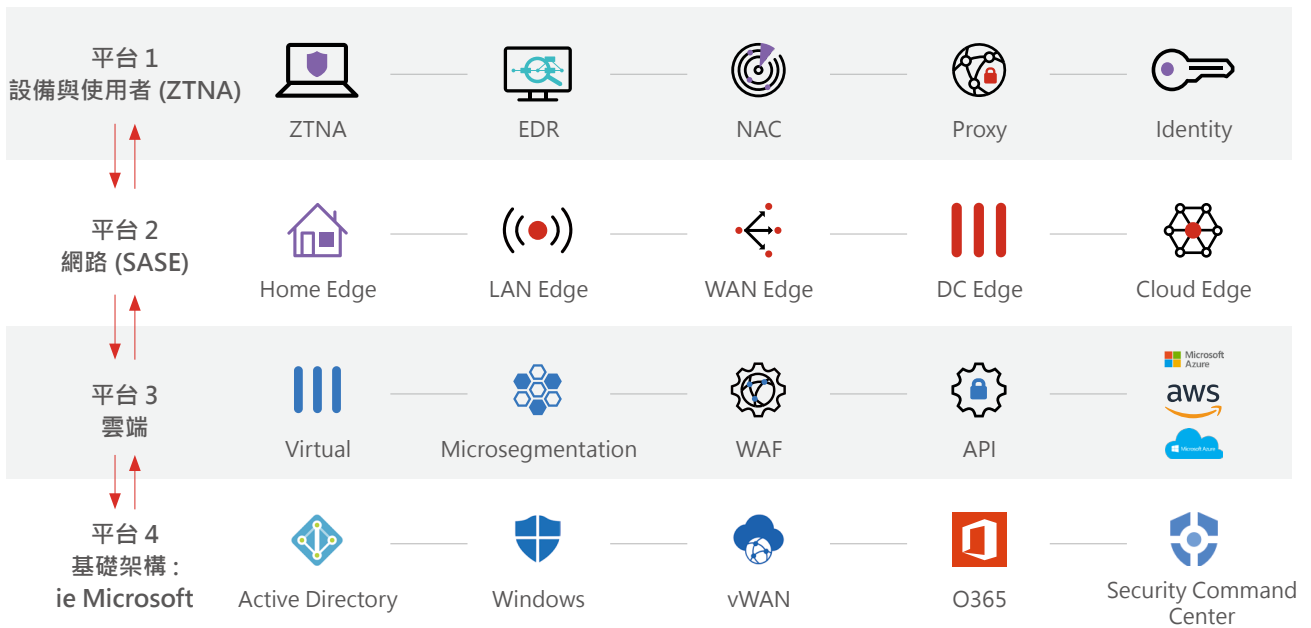 平台 1
設備與使用者 (ZTNA)
ZTNA
EDR
NAC
Proxy
Identity
平台 2
網路 (SASE)
Home Edge
LAN Edge
WAN Edge
DC Edge
Cloud Edge
平台 3
雲端
Virtual
Microsegmentation
WAF
API
Microsoft
Azure
aws
Microsoft Azure
平台 4
基礎架構 :
ie Microsoft
Active Directory
Windows
vWAN
O365
Security Command
Center